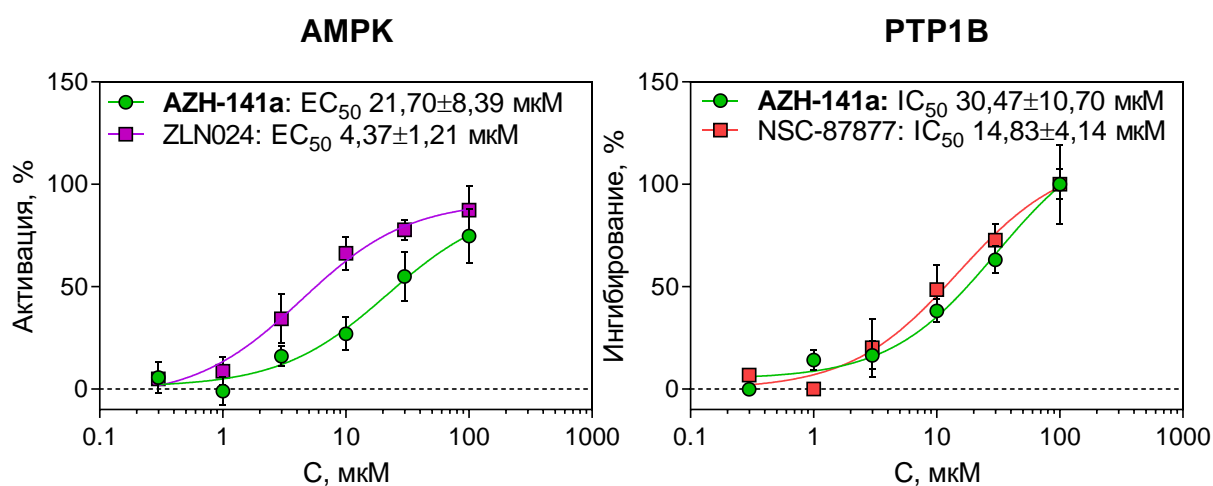 AMPK
150
100
50
0
Активация, %
AZH-141a: EC50 21,70±8,39 мкМ
ZLN024: EC50 4,37±1,21 мкМ
0.1 1 10 100 1000
С, мкМ
PTP1B
150
100
50
0
Ингибирование, %
AZH-141a: IC50 30,47±10,70 мкМ
NSC-87877: IC50 14,83±4,14 мкМ
0.1 1 10 100 1000
С, мкМ